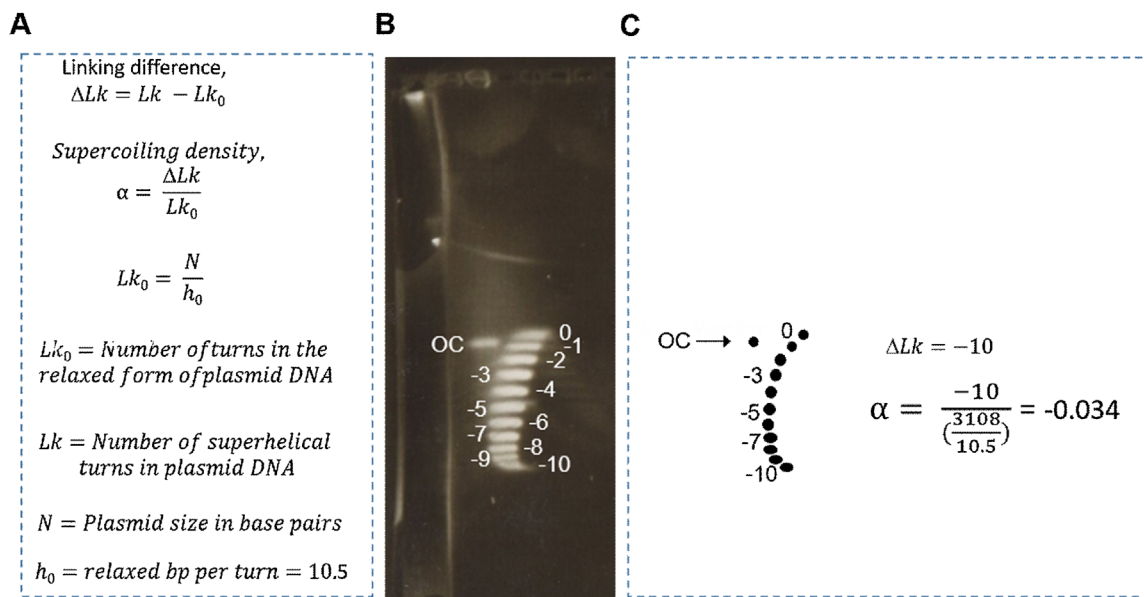 A
Linking difference,
ΔLk = Lk − Lk₀
Supercoiling density,
α = ΔLk / Lk₀
Lk₀ = N / h₀
Lk₀ = Number of turns in the
relaxed form of plasmid DNA
Lk = Number of superhelical
turns in plasmid DNA
N = Plasmid size in base pairs
h₀ = relaxed bp per turn = 10.5
B
0
OC
-1
-2
-3
-4
-5
-6
-7
-8
-9
-10
C
0
OC
-3
-5
-7
-10
ΔLk = −10
α = −10 / (3108 / 10.5) = -0.034